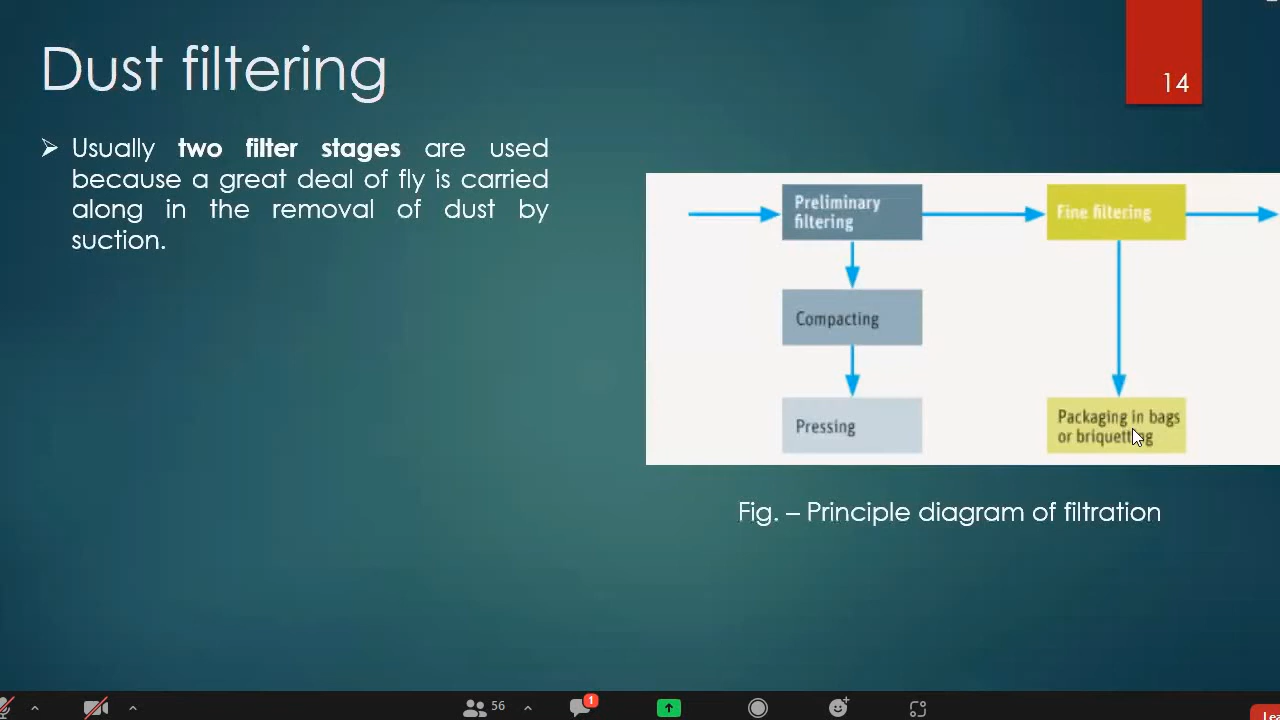 Dust filtering
14
➢ Usually two filter stages are used
because a great deal of fly is carried
along in the removal of dust by
suction.
Preliminary
filtering
Fine filtering
Compacting
Pressing
Packaging in bags
or briquetting
Fig. – Principle diagram of filtration
56
1